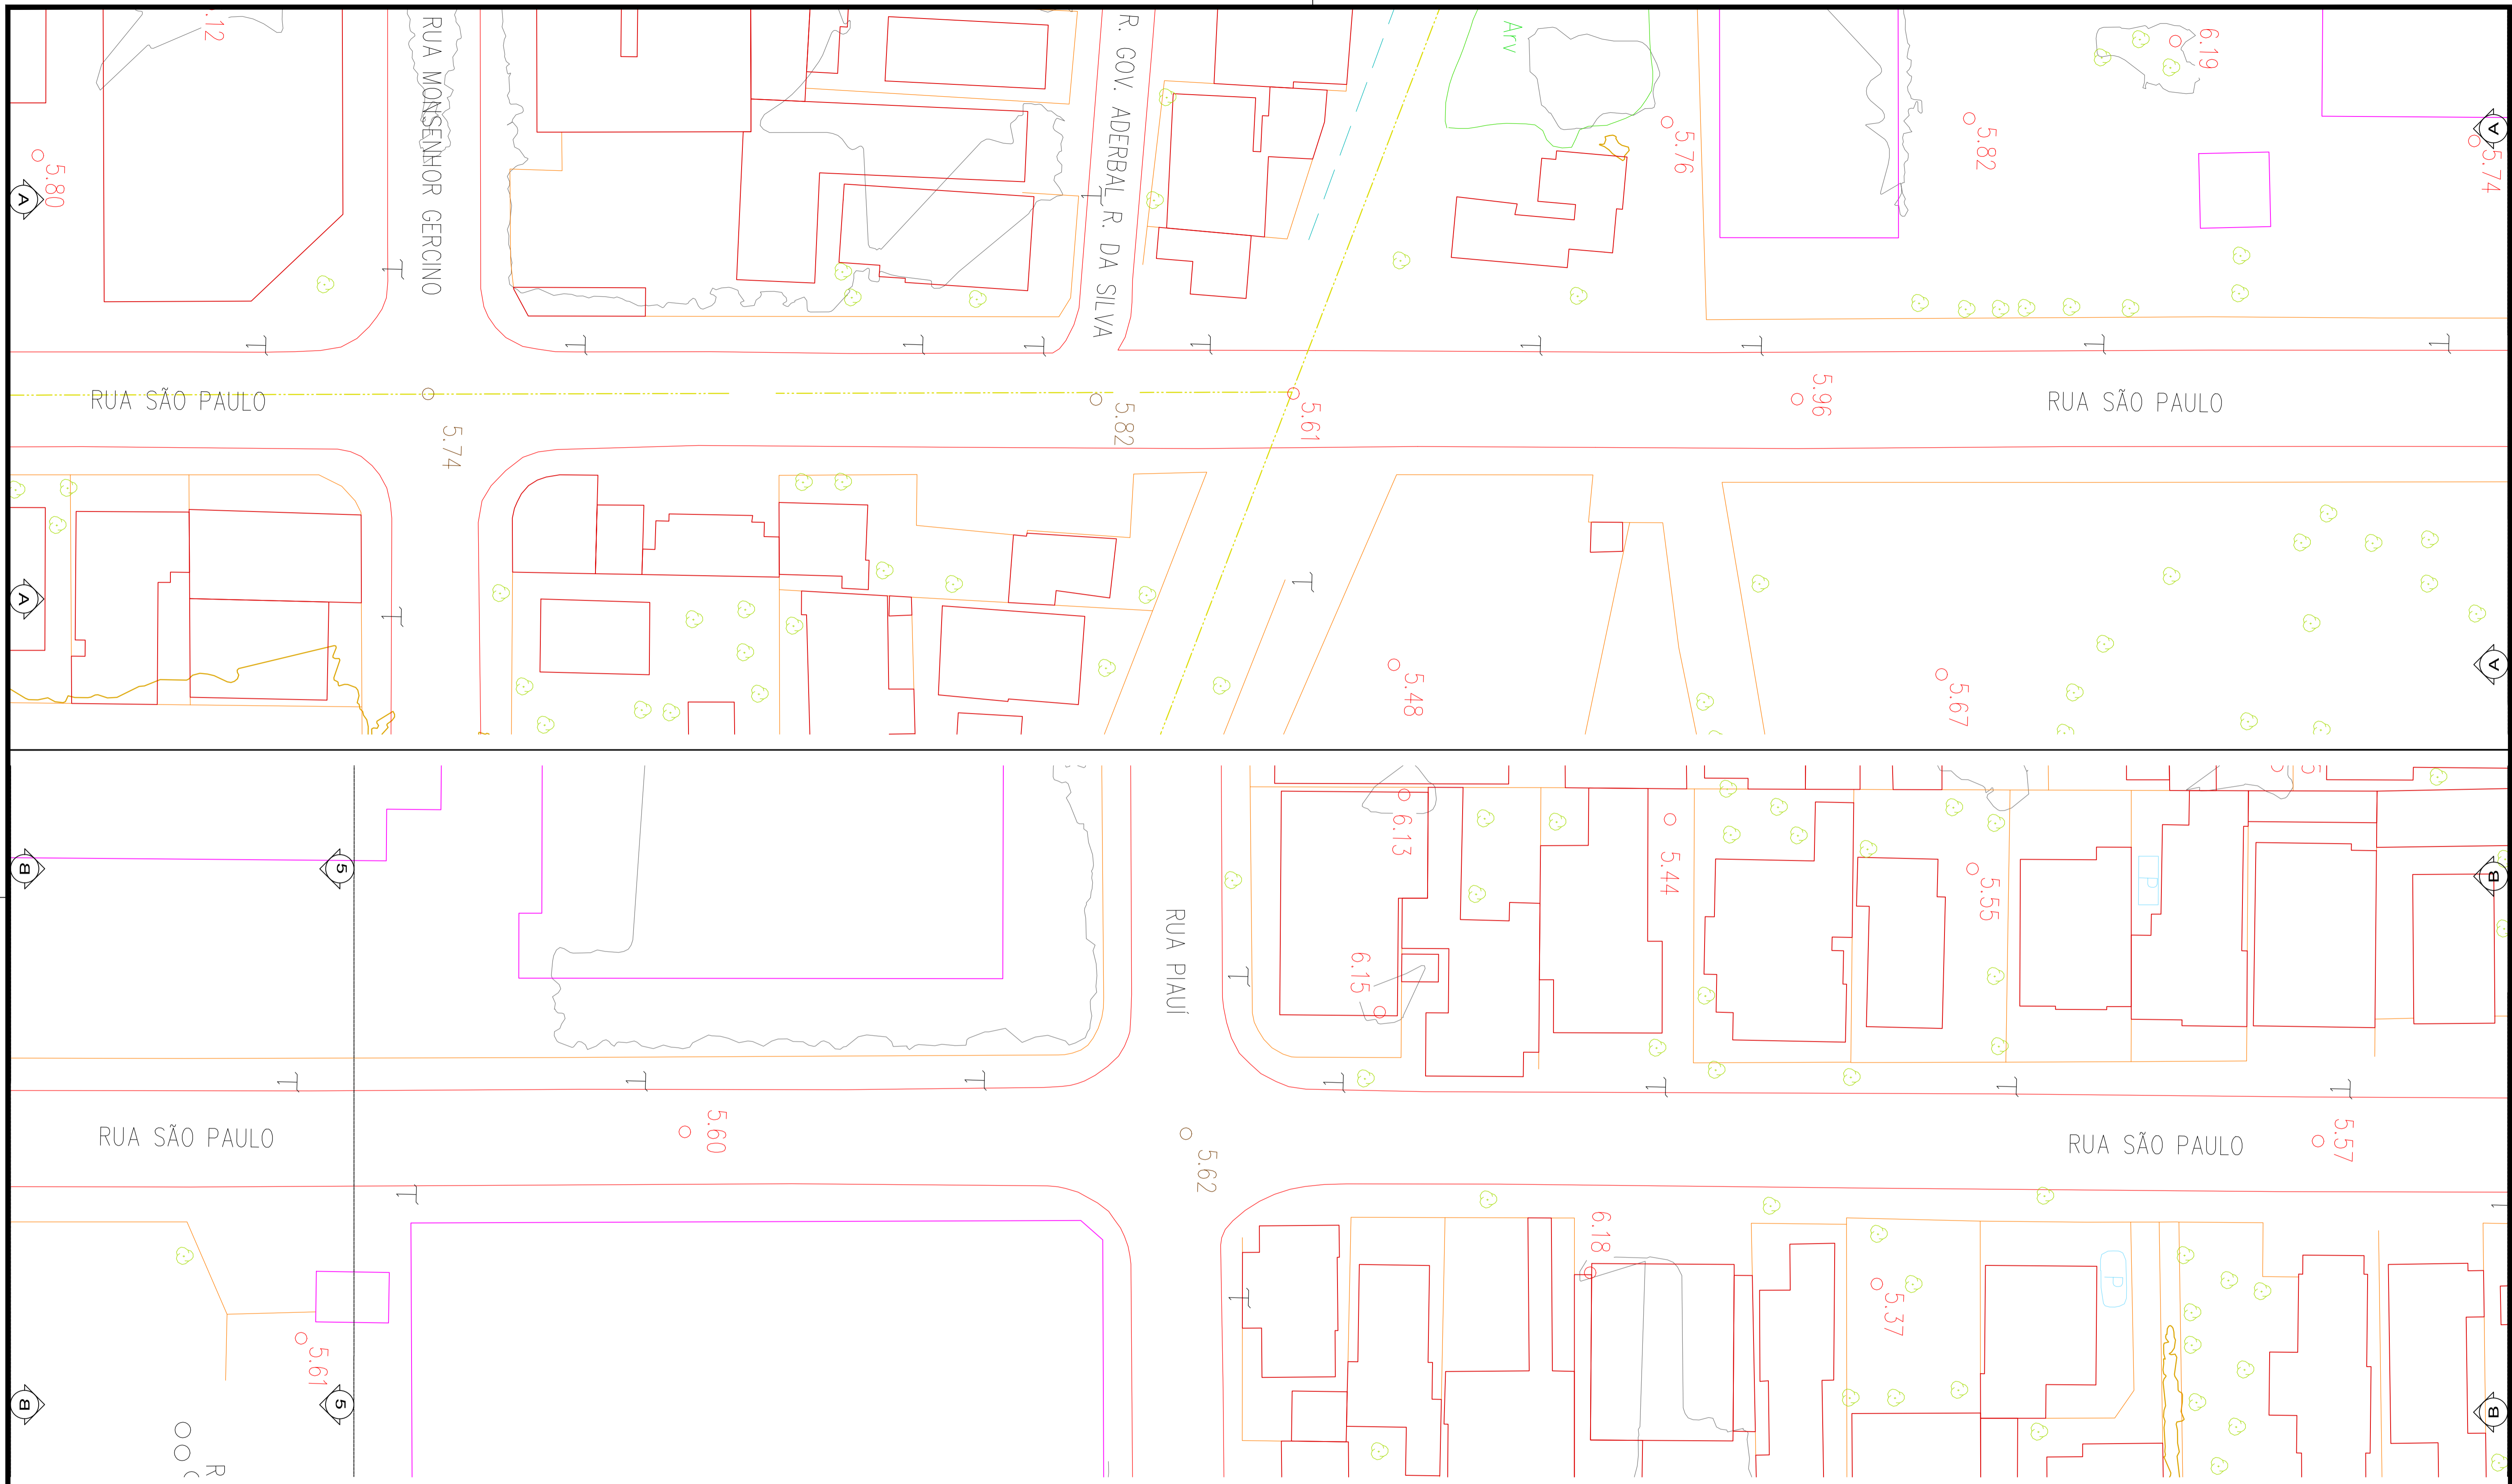 .12
RUA MONSENHOR GERCINO
R. GOV. ADERBAL R. DA SILVA
Arv
6.19
5.76
5.82
5.74
5.80
A
A
RUA SÃO PAULO
5.74
5.82
5.61
5.96
RUA SÃO PAULO
A
A
5.48
5.67
6.13
5.44
5.55
P
B
5
B
RUA PIAUÍ
6.15
RUA SÃO PAULO
5.60
5.62
RUA SÃO PAULO
5.57
6.18
5.37
P
5.61
B
5
B
R